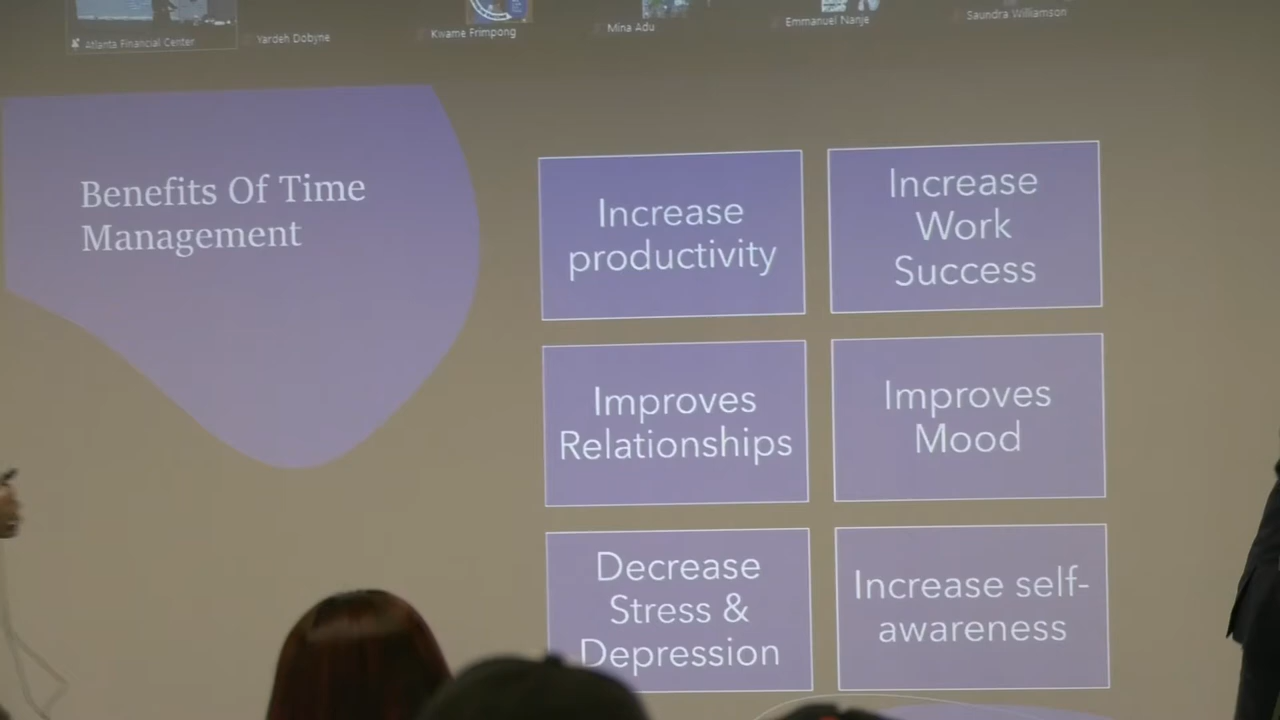 Atlanta Financial Center
Yardeh Dobyne
Kwame Frimpong
Mina Adu
Emmanuel Nanje
Saundra Williamson
Benefits Of Time
Management
Increase
productivity
Increase
Work
Success
Improves
Relationships
Improves
Mood
Decrease
Stress &
Depression
Increase self-
awareness